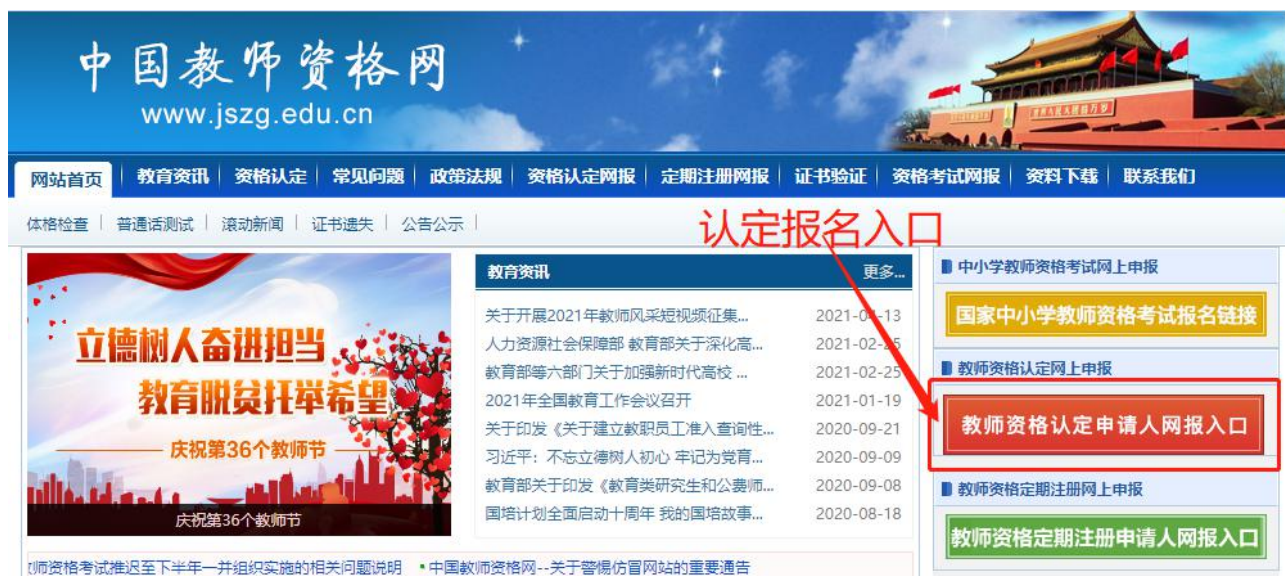 中国教师资格网
www.jszg.edu.cn
网站首页 教育资讯 资格认定 常见问题 政策法规 资格认定网报 定期注册网报 证书验证 资格考试网报 资料下载 联系我们
体格检查 普通话测试 滚动新闻 证书遗失 公告公示
认定报名入口
立德树人奋进担当
教育脱贫托举希望
庆祝第36个教师节
庆祝第36个教师节
教育资讯 更多...
关于开展2021年教师风采短视频征集... 2021-04-13
人力资源社会保障部 教育部关于深化高... 2021-02-25
教育部等六部门关于加强新时代高校 ... 2021-02-25
2021年全国教育工作会议召开 2021-01-19
关于印发《关于建立教职员工准入查询性... 2020-09-21
习近平：不忘立德树人初心 牢记为党育... 2020-09-09
教育部关于印发《教育类研究生和公费师... 2020-09-08
国培计划全面启动十周年 我的国培故事... 2020-08-18
中小学教师资格考试网上申报
国家中小学教师资格考试报名链接
教师资格认定网上申报
教师资格认定申请人网报入口
教师资格定期注册网上申报
教师资格定期注册申请人网报入口
师资格考试推迟至下半年一并组织实施的相关问题说明 •中国教师资格网--关于警惕仿冒网站的重要通告